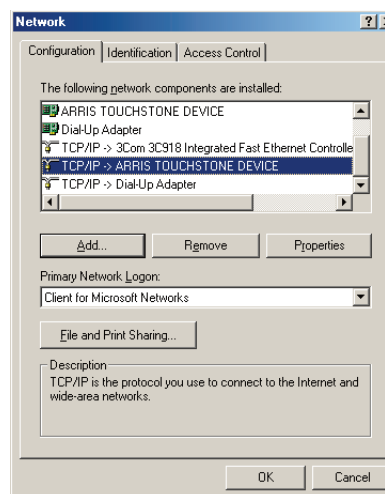 Network
?
Configuration Identification Access Control
The following network components are installed:
ARRIS TOUCHSTONE DEVICE
Dial-Up Adapter
TCP/IP -> 3Com 3C918 Integrated Fast Ethernet Controlle
TCP/IP -> ARRIS TOUCHSTONE DEVICE
TCP/IP -> Dial-Up Adapter
Add... Remove Properties
Primary Network Logon:
Client for Microsoft Networks
File and Print Sharing...
Description
TCP/IP is the protocol you use to connect to the Internet and
wide-area networks.
OK Cancel